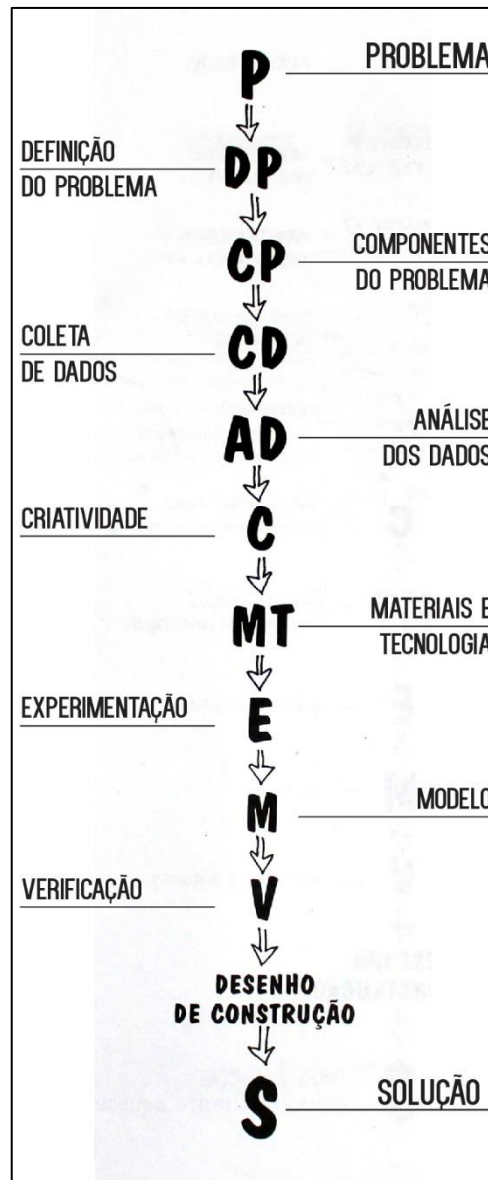 P
PROBLEMA
DEFINIÇÃO
DO PROBLEMA
DP
CP
COMPONENTES
DO PROBLEMA
COLETA
DE DADOS
CD
AD
ANÁLISE
DOS DADOS
CRIATIVIDADE
C
MT
MATERIAIS E
TECNOLOGIA
EXPERIMENTAÇÃO
E
M
MODELO
VERIFICAÇÃO
V
DESENHO
DE CONSTRUÇÃO
S
SOLUÇÃO